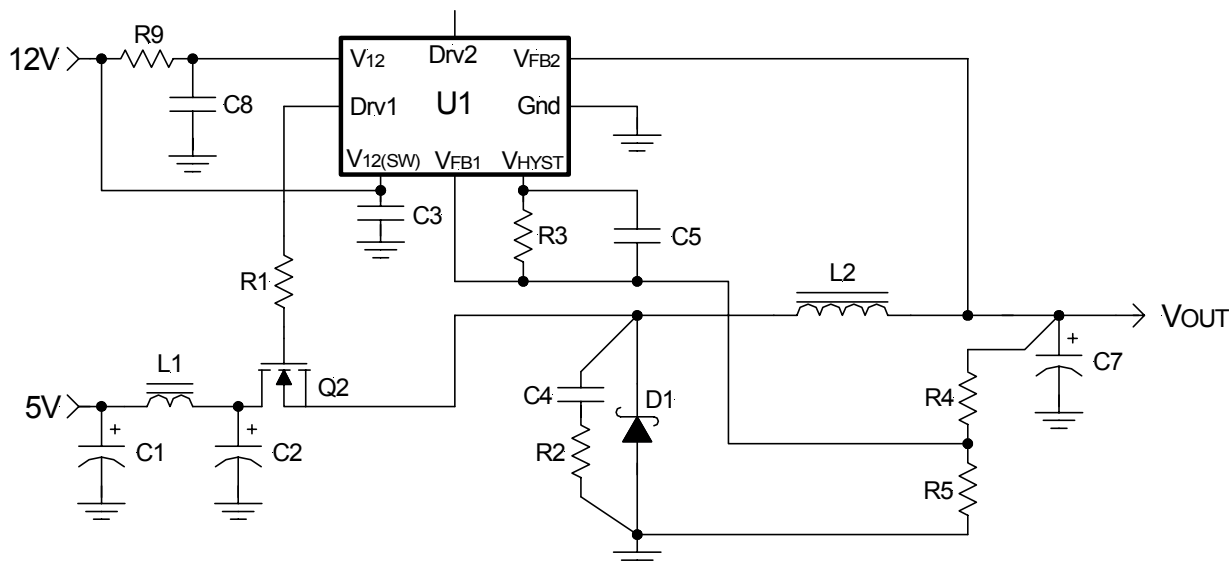 R9
12V
V12
Drv2
VFB2
C8
Drv1
U1
Gnd
V12(SW)
VFB1
VHYST
C3
R3
C5
R1
L2
VOUT
L1
Q2
+
C7
5V
C4
D1
R4
+
C1
+
C2
R2
R5